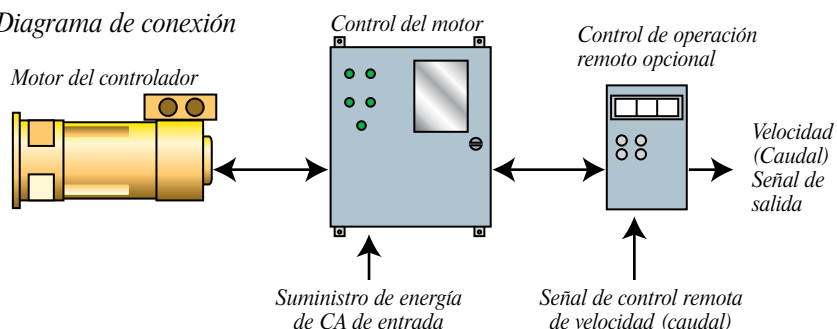 Diagrama de conexión
Control del motor
Control de operación
remoto opcional
Motor del controlador
Velocidad
(Caudal)
Señal de
salida
Suministro de energía
de CA de entrada
Señal de control remota
de velocidad (caudal)